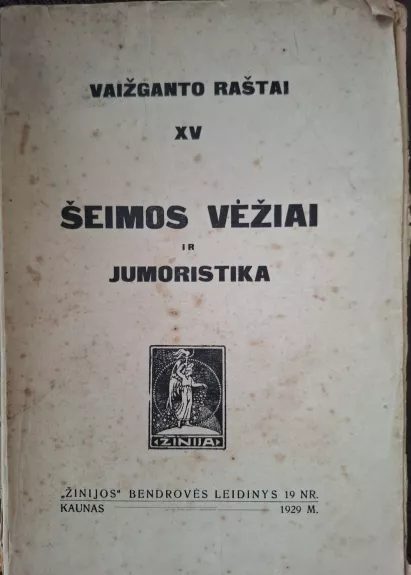 VAIŽGANTO RAŠTAI
XV
ŠEIMOS VĖŽIAI
IR
JUMORISTIKA
ŽINIJA
„ŽINIJOS" BENDROVĖS LEIDINYS 19 NR.
KAUNAS 1929 M.